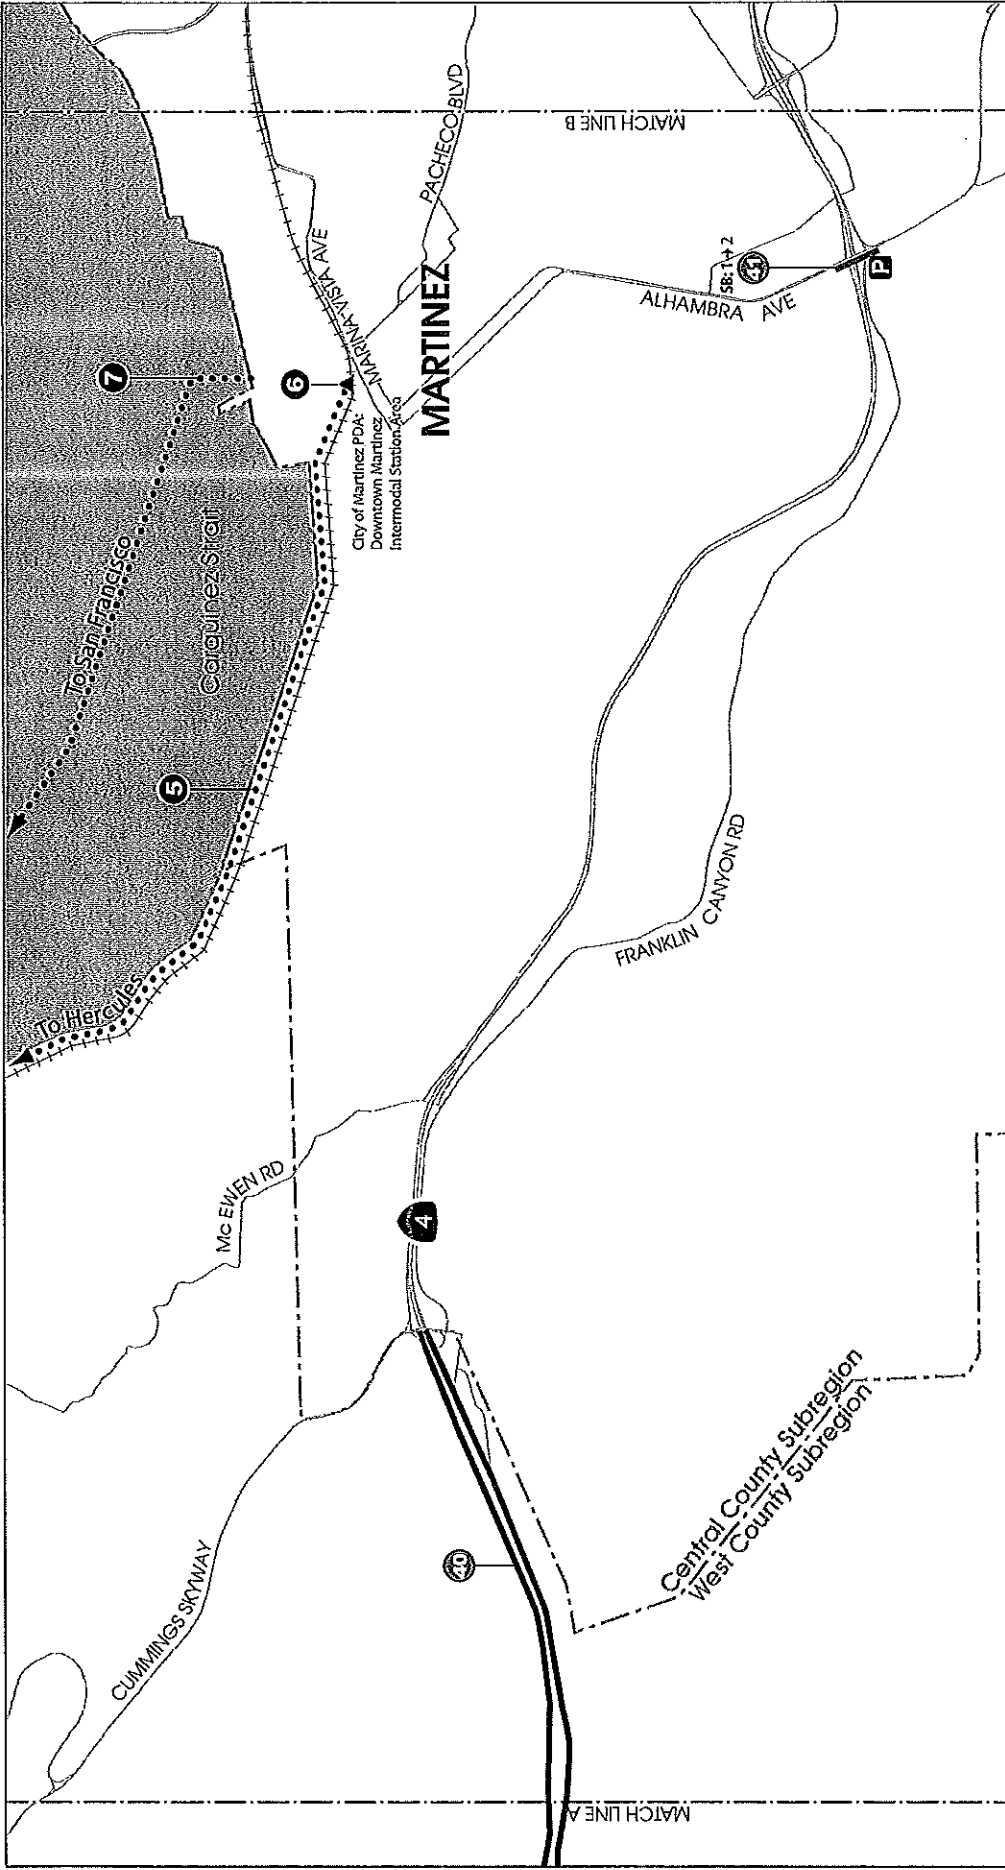 To San Francisco
Carquinez Strait
To Hercules
7
6
5
City of Martinez PDA:
Downtown Martinez
Intermodal Station Area
MARINA VISTA AVE
PACHECO BLVD
MARTINEZ
MATCH LINE B
SB: 1→2
P
ALHAMBRA AVE
FRANKLIN CANYON RD
Mc EWEN RD
4
CUMMINGS SKYWAY
40
Central County Subregion
West County Subregion
MATCH LINE A